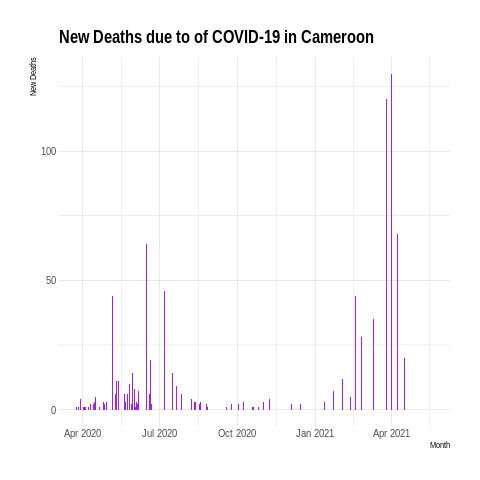 New Deaths due to of COVID-19 in Cameroon
New Deaths
100
50
0
Apr 2020 Jul 2020 Oct 2020 Jan 2021 Apr 2021
Month